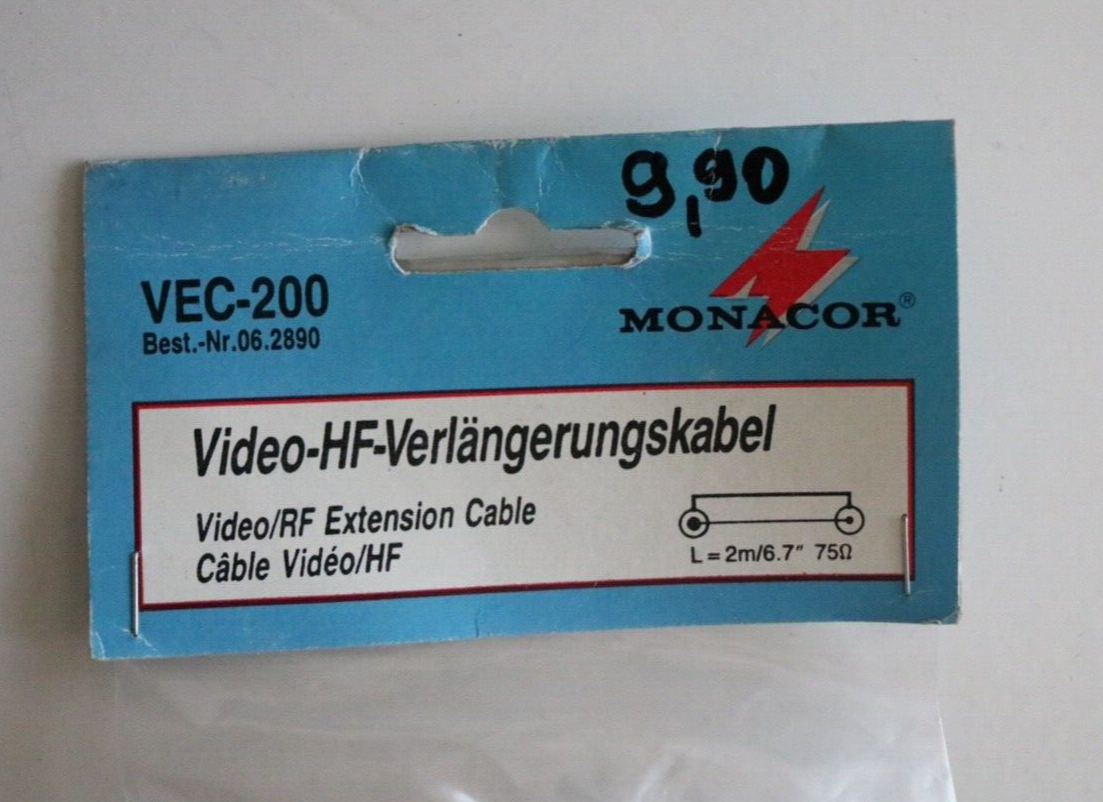 9,90
VEC-200
Best.-Nr.06.2890
MONACOR®
Video-HF-Verlängerungskabel
Video/RF Extension Cable
Câble Vidéo/HF
L = 2m/6.7" 75Ω